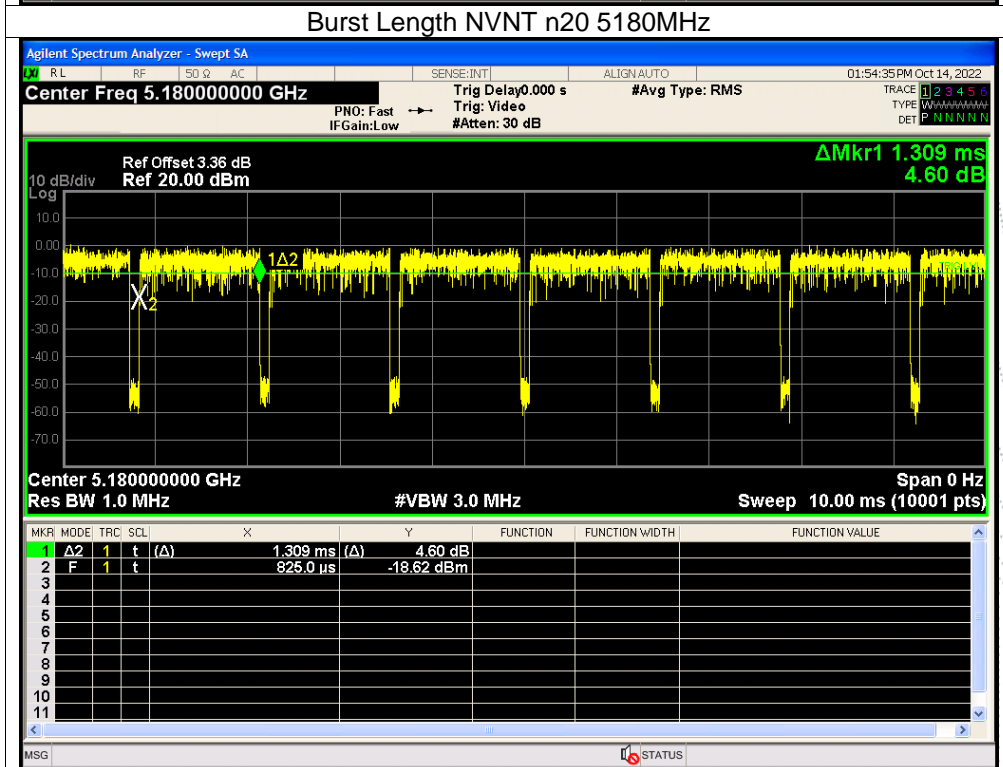 Burst Length NVNT n20 5180MHz
Agilent Spectrum Analyzer - Swept SA
LXI RL RF 50 Ω AC SENSE:INT ALIGN AUTO 01:54:35 PM Oct 14, 2022
Center Freq 5.180000000 GHz
PNO: Fast
IFGain:Low
Trig Delay0.000 s
Trig: Video
#Atten: 30 dB
#Avg Type: RMS
TRACE 1 2 3 4 5 6
TYPE
DET P N N N N N
ΔMkr1 1.309 ms
4.60 dB
Ref Offset 3.36 dB
10 dB/div Ref 20.00 dBm
Log
10.0
0.00
-10.0
-20.0
-30.0
-40.0
-50.0
-60.0
-70.0
1Δ2
X2
Center 5.180000000 GHz Span 0 Hz
Res BW 1.0 MHz #VBW 3.0 MHz Sweep 10.00 ms (10001 pts)
MKR MODE TRC SCL X Y FUNCTION FUNCTION WIDTH FUNCTION VALUE
1 Δ2 1 t (Δ) 1.309 ms (Δ) 4.60 dB
2 F 1 t 825.0 µs -18.62 dBm
3
4
5
6
7
8
9
10
11
MSG STATUS